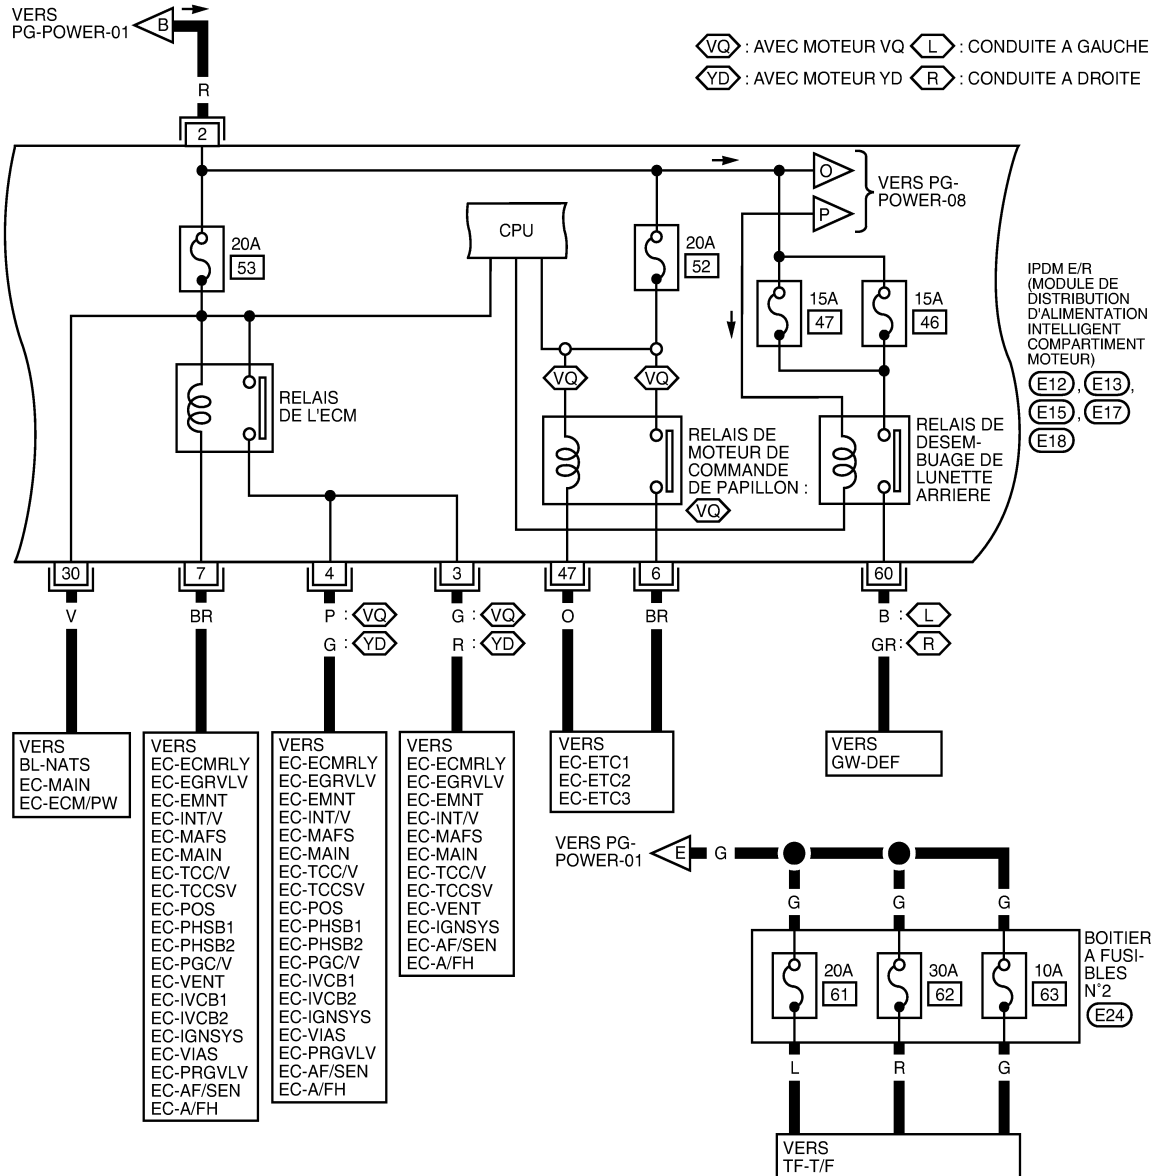 VERS
PG-POWER-01
B
R
2
VQ : AVEC MOTEUR VQ
L : CONDUITE A GAUCHE
YD : AVEC MOTEUR YD
R : CONDUITE A DROITE
O
P
VERS PG-
POWER-08
CPU
20A
53
20A
52
15A
47
15A
46
IPDM E/R
(MODULE DE
DISTRIBUTION
D'ALIMENTATION
INTELLIGENT
COMPARTIMENT
MOTEUR)
E12 , E13 ,
E15 , E17
E18
VQ
VQ
RELAIS
DE L'ECM
RELAIS DE
MOTEUR DE
COMMANDE
DE PAPILLON :
VQ
RELAIS DE
DESEM-
BUAGE DE
LUNETTE
ARRIERE
30
7
4
3
47
6
60
V
BR
P : VQ
G : YD
G : VQ
R : YD
O
BR
B : L
GR: R
VERS
BL-NATS
EC-MAIN
EC-ECM/PW
VERS
EC-ECMRLY
EC-EGRVLV
EC-EMNT
EC-INT/V
EC-MAFS
EC-MAIN
EC-TCC/V
EC-TCCSV
EC-POS
EC-PHSB1
EC-PHSB2
EC-PGC/V
EC-VENT
EC-IVCB1
EC-IVCB2
EC-IGNSYS
EC-VIAS
EC-PRGVLV
EC-AF/SEN
EC-A/FH
VERS
EC-ECMRLY
EC-EGRVLV
EC-EMNT
EC-INT/V
EC-MAFS
EC-MAIN
EC-TCC/V
EC-TCCSV
EC-POS
EC-PHSB1
EC-PHSB2
EC-PGC/V
EC-IVCB1
EC-IVCB2
EC-IGNSYS
EC-VIAS
EC-PRGVLV
EC-AF/SEN
EC-A/FH
VERS
EC-ECMRLY
EC-EGRVLV
EC-EMNT
EC-INT/V
EC-MAFS
EC-MAIN
EC-TCC/V
EC-TCCSV
EC-VENT
EC-IGNSYS
EC-AF/SEN
EC-A/FH
VERS
EC-ETC1
EC-ETC2
EC-ETC3
VERS
GW-DEF
VERS PG-
POWER-01
E
G
G
G
G
20A
61
30A
62
10A
63
BOITIER
A FUSI-
BLES
N°2
E24
L
R
G
VERS
TF-T/F